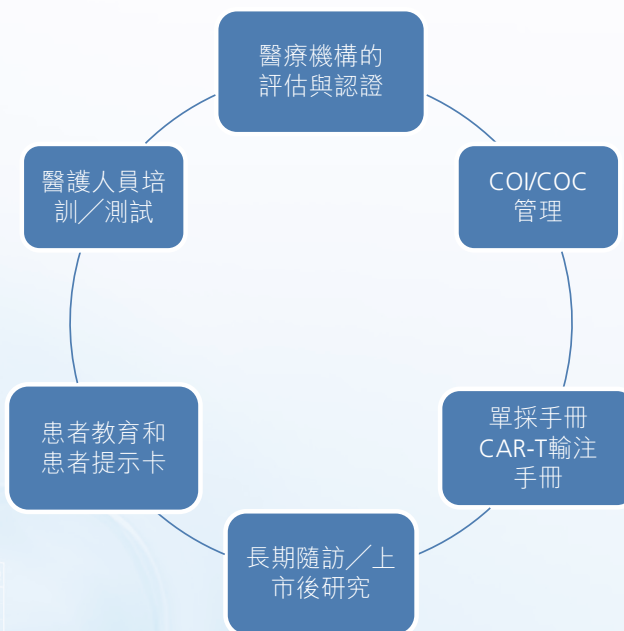 醫療機構的
評估與認證
COI/COC
管理
單採手冊
CAR-T輸注
手冊
長期隨訪／上
市後研究
患者教育和
患者提示卡
醫護人員培
訓／測試